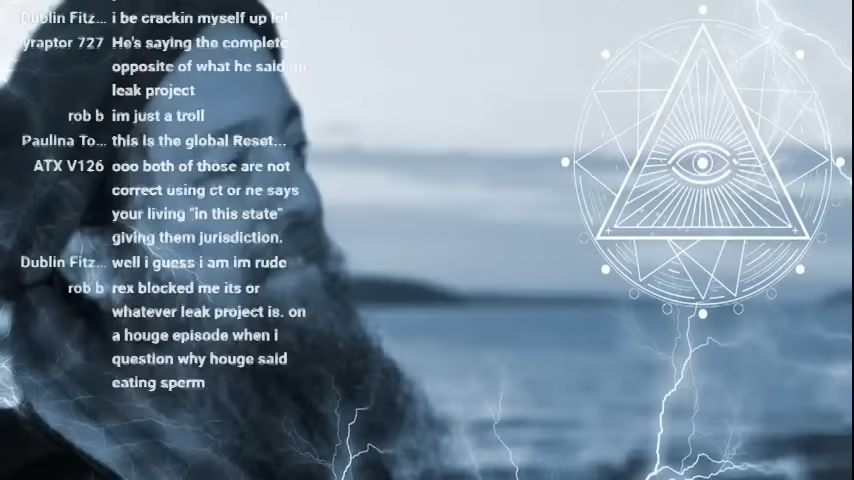 Dublin Fitz... i be crackin myself up lol
yraptor 727 He's saying the complete
opposite of what he said on
leak project
rob b im just a troll
Paulina To... this is the global Reset...
ATX V126 ooo both of those are not
correct using ct or ne says
your living "in this state"
giving them jurisdiction.
Dublin Fitz... well i guess i am im rude
rob b rex blocked me its or
whatever leak project is. on
a houge episode when i
question why houge said
eating sperm